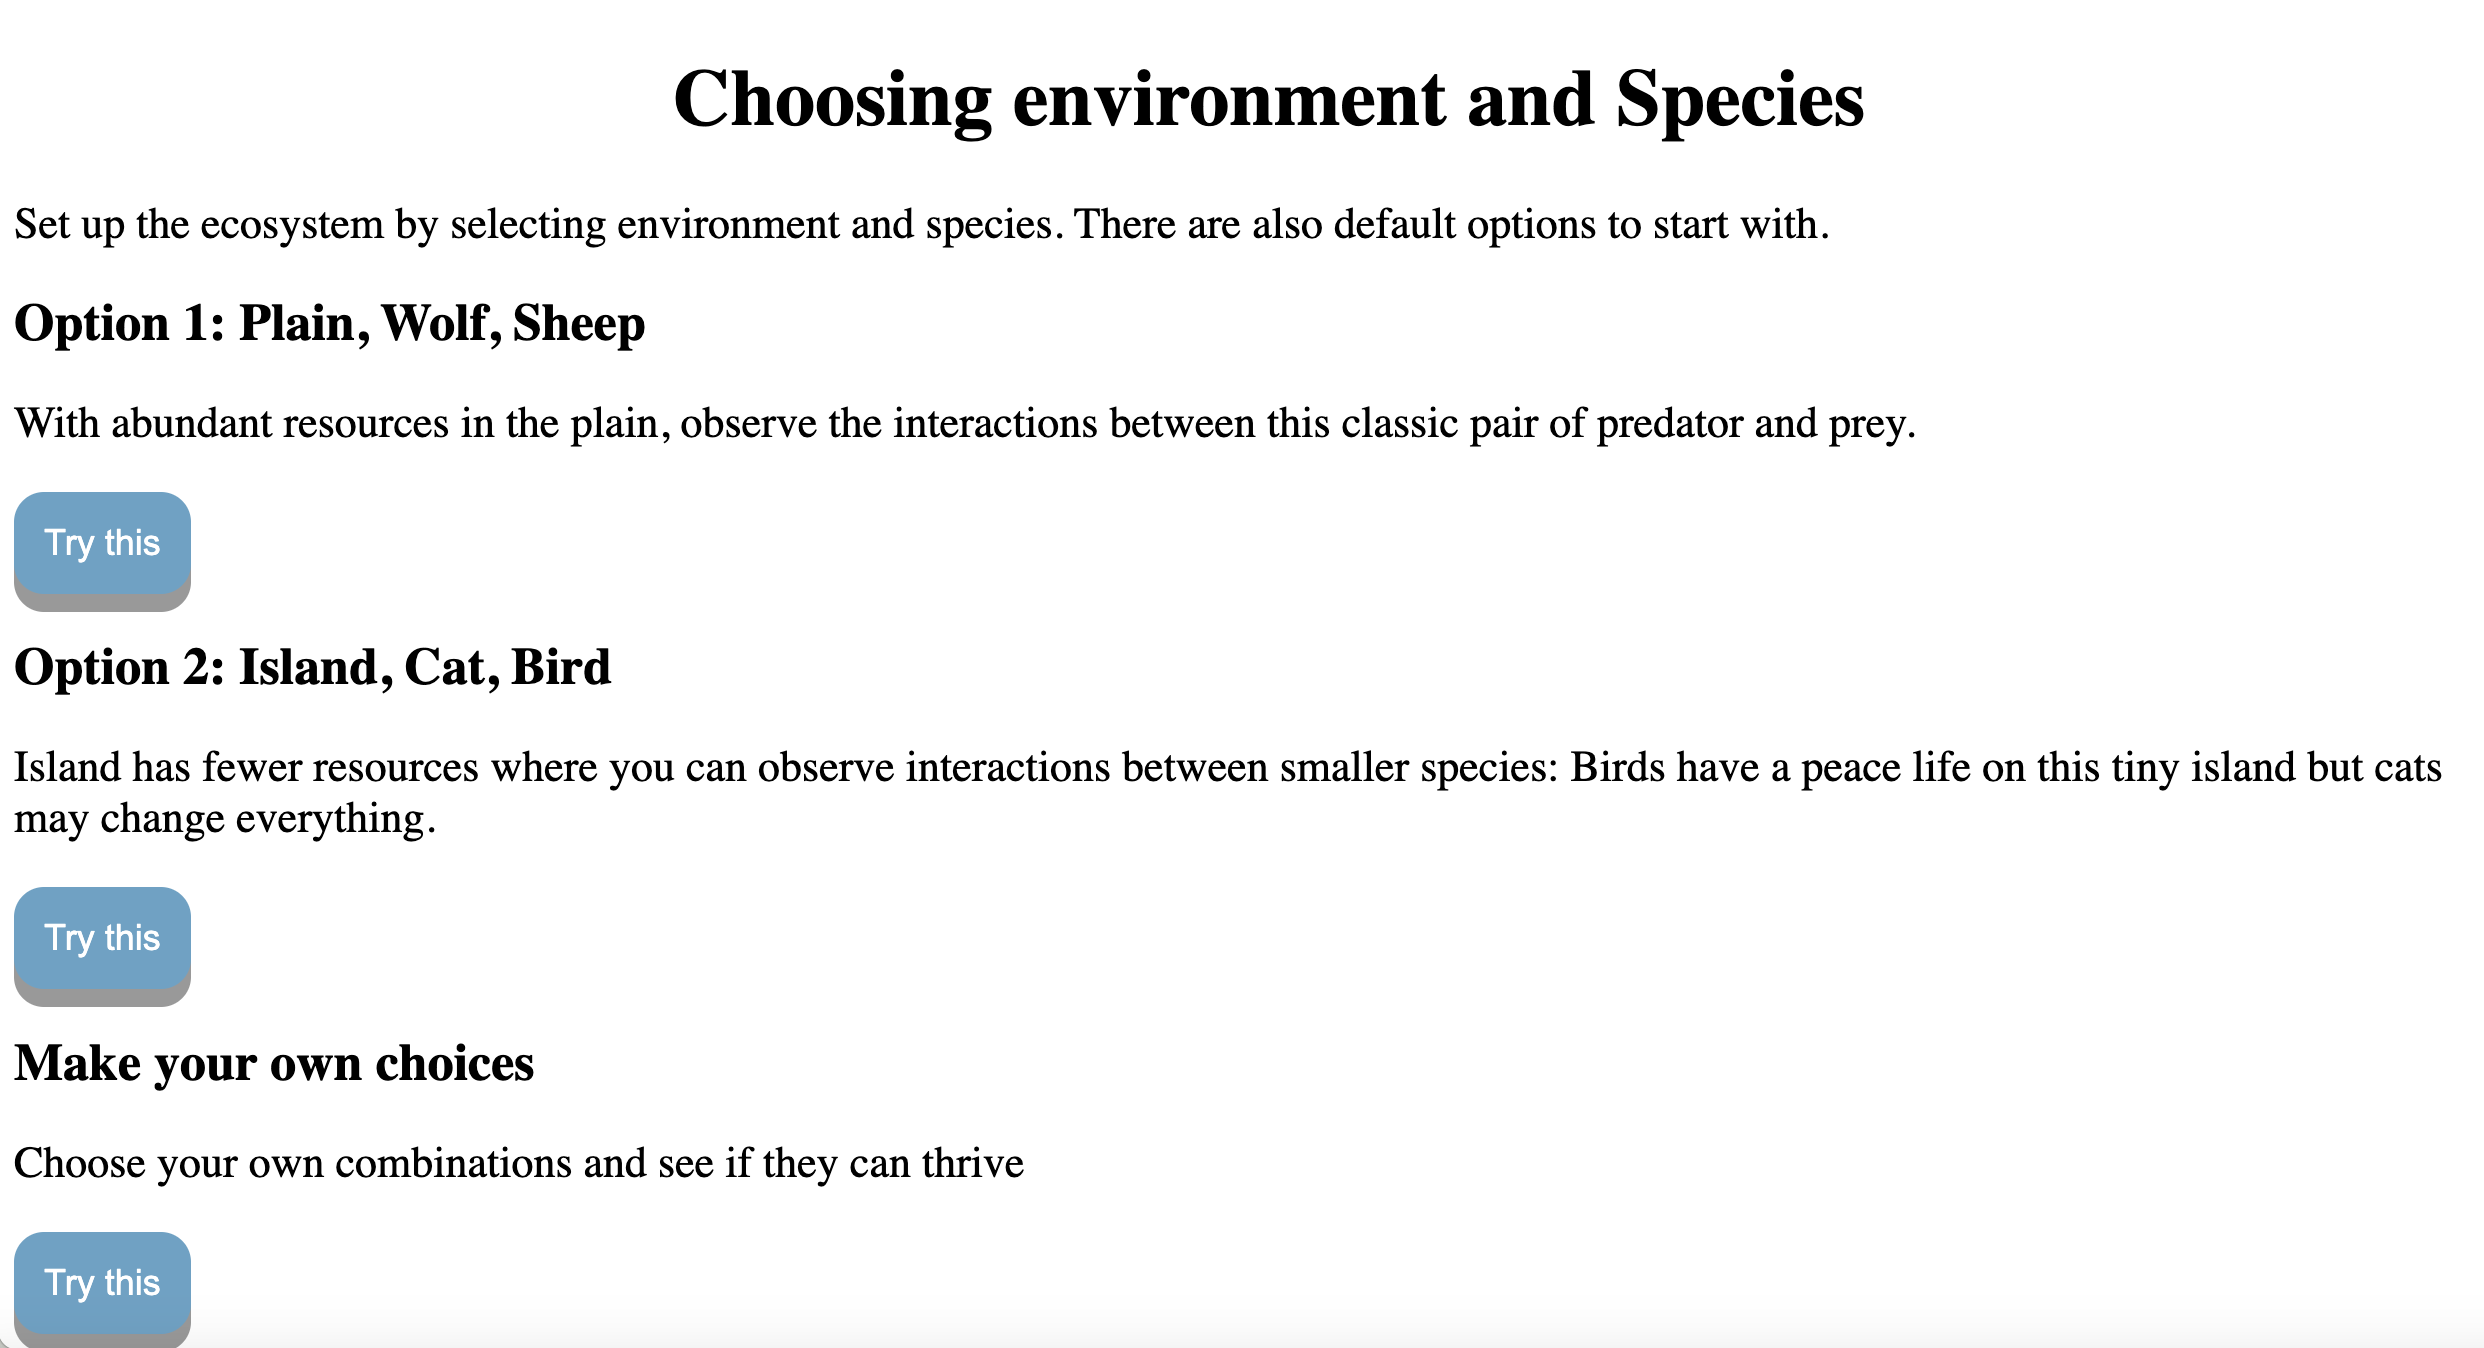 Choosing environment and Species
Set up the ecosystem by selecting environment and species. There are also default options to start with.
Option 1: Plain, Wolf, Sheep
With abundant resources in the plain, observe the interactions between this classic pair of predator and prey.
Try this
Option 2: Island, Cat, Bird
Island has fewer resources where you can observe interactions between smaller species: Birds have a peace life on this tiny island but cats
may change everything.
Try this
Make your own choices
Choose your own combinations and see if they can thrive
Try this